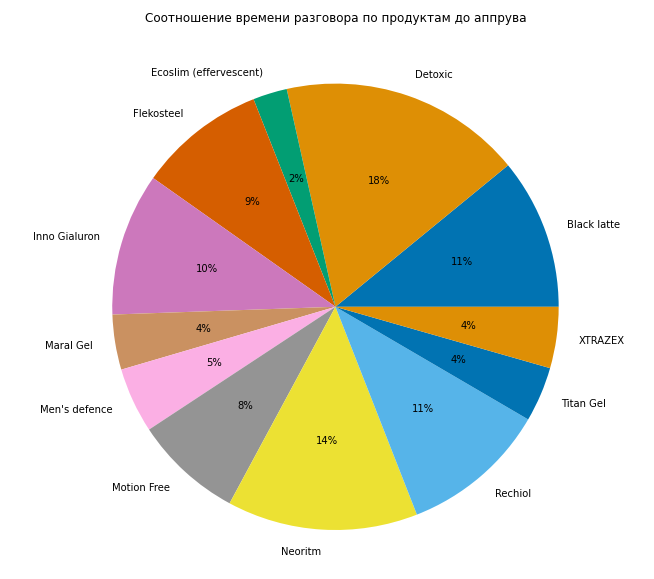 Соотношение времени разговора по продуктам до аппрува
Ecoslim (effervescent)
Detoxic
Flekosteel
2%
18%
9%
Black latte
11%
Inno Gialuron
10%
Maral Gel
4%
4%
XTRAZEX
5%
4%
Men's defence
8%
11%
Titan Gel
14%
Motion Free
Rechiol
Neoritm